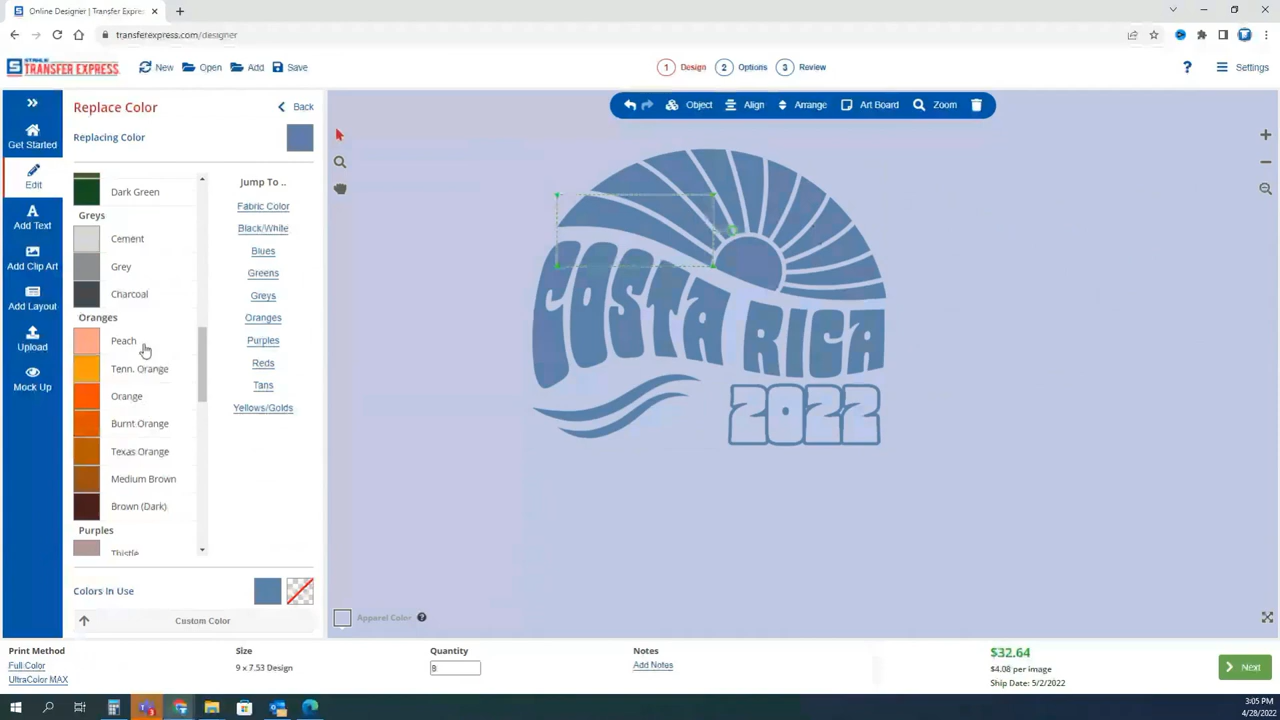 Online Designer | Transfer Expres
transferexpress.com/designer
STAHLS'
TRANSFER EXPRESS
New
Open
Add
Save
1 Design
2 Options
3 Review
?
Settings
Get Started
Edit
Add Text
Add Clip Art
Add Layout
Upload
Mock Up
Replace Color
Back
Replacing Color
Dark Green
Greys
Cement
Grey
Charcoal
Oranges
Peach
Tenn. Orange
Orange
Burnt Orange
Texas Orange
Medium Brown
Brown (Dark)
Purples
Thistle
Jump To ..
Fabric Color
Black/White
Blues
Greens
Greys
Oranges
Purples
Reds
Tans
Yellows/Golds
Colors In Use
Custom Color
Object
Align
Arrange
Art Board
Zoom
COSTA RICA
2022
Apparel Color ?
Print Method
Full Color
UltraColor MAX
Size
9 x 7.53 Design
Quantity
8
Notes
Add Notes
$32.64
$4.08 per image
Ship Date: 5/2/2022
Next
3:05 PM
4/28/2022